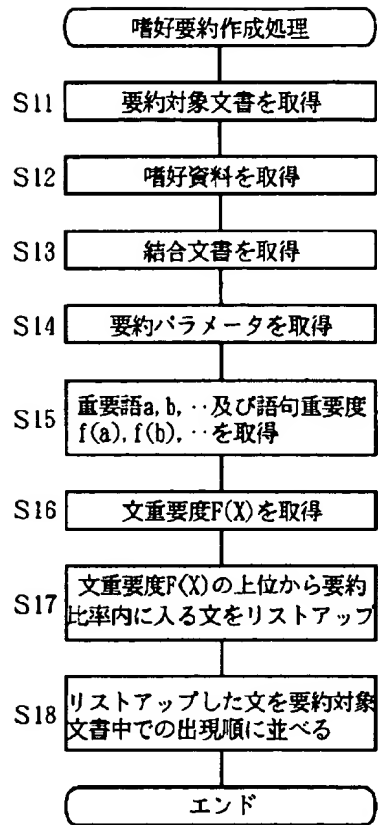 嗜好要約作成処理
S11
要約対象文書を取得
S12
嗜好資料を取得
S13
結合文書を取得
S14
要約パラメータを取得
S15
重要語a,b,‥及び語句重要度
f(a),f(b),‥を取得
S16
文重要度F(X)を取得
S17
文重要度F(X)の上位から要約
比率内に入る文をリストアップ
S18
リストアップした文を要約対象
文書中での出現順に並べる
エンド